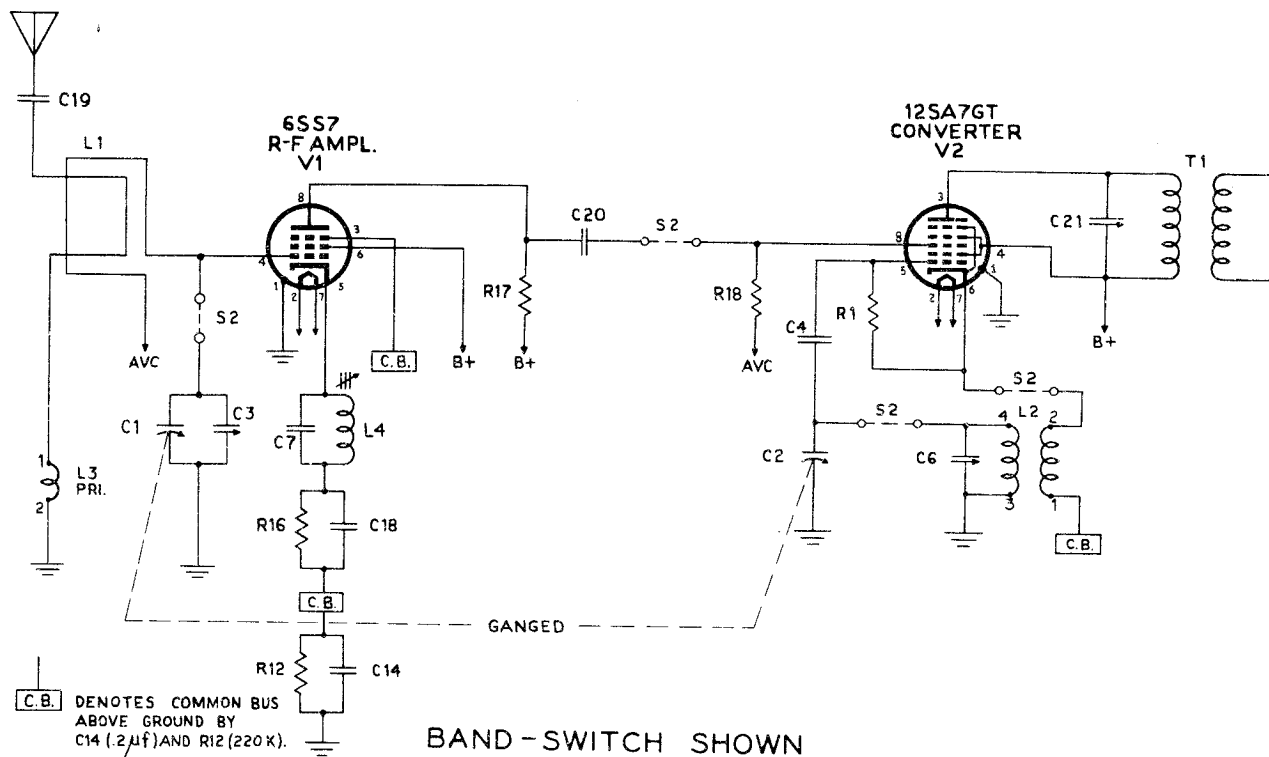 C19
L1
6SS7
R-F AMPL.
V1
12SA7GT
CONVERTER
V2
T1
8
3
6
4
1
2
7
5
C20
S2
3
8
5
4
1
2
7
6
C21
S2
AVC
R17
C.B.
B+
B+
R18
AVC
C4
R1
B+
C1
C3
C7
L4
S2
S2
L2
4
2
C2
C6
3
1
C.B.
1
L3
PRI.
2
R16
C18
C.B.
GANGED
R12
C14
C.B. DENOTES COMMON BUS
ABOVE GROUND BY
C14 (.2µf) AND R12 (220K).
BAND-SWITCH SHOWN